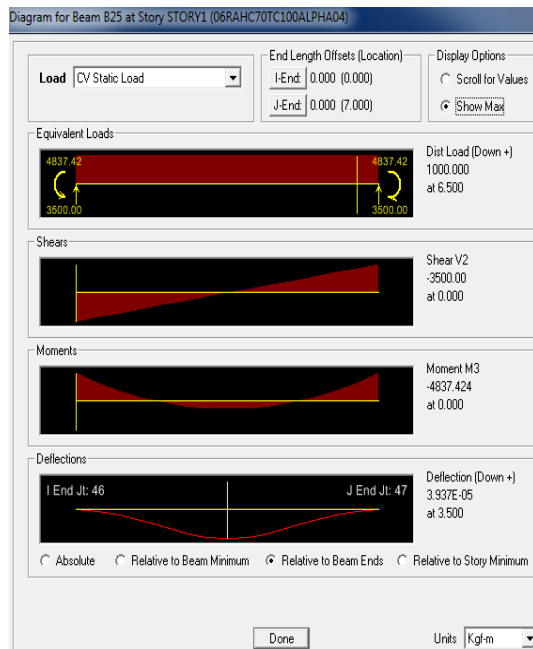 Diagram for Beam B25 at Story STORY1 (06RAHC70TC100ALPHA04)
Load CV Static Load
End Length Offsets (Location)
I-End: 0.000 (0.000)
J-End: 0.000 (7.000)
Display Options
Scroll for Values
Show Max
Equivalent Loads
4837.42 4837.42
3500.00 3500.00
Dist Load (Down +)
1000.000
at 6.500
Shears
Shear V2
-3500.00
at 0.000
Moments
Moment M3
-4837.424
at 0.000
Deflections
I End Jt: 46 J End Jt: 47
Deflection (Down +)
3.937E-05
at 3.500
Absolute Relative to Beam Minimum Relative to Beam Ends Relative to Story Minimum
Done Units Kgf-m